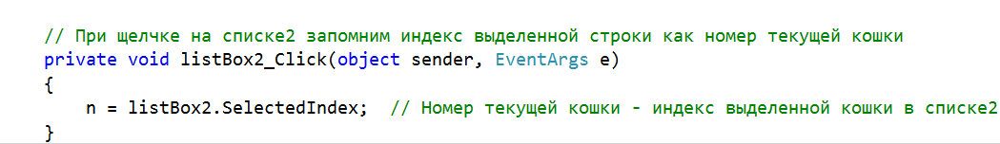 // При щелчке на списке2 запомним индекс выделенной строки как номер текущей кошки
private void listBox2_Click(object sender, EventArgs e)
{
n = listBox2.SelectedIndex; // Номер текущей кошки - индекс выделенной кошки в списке2
}